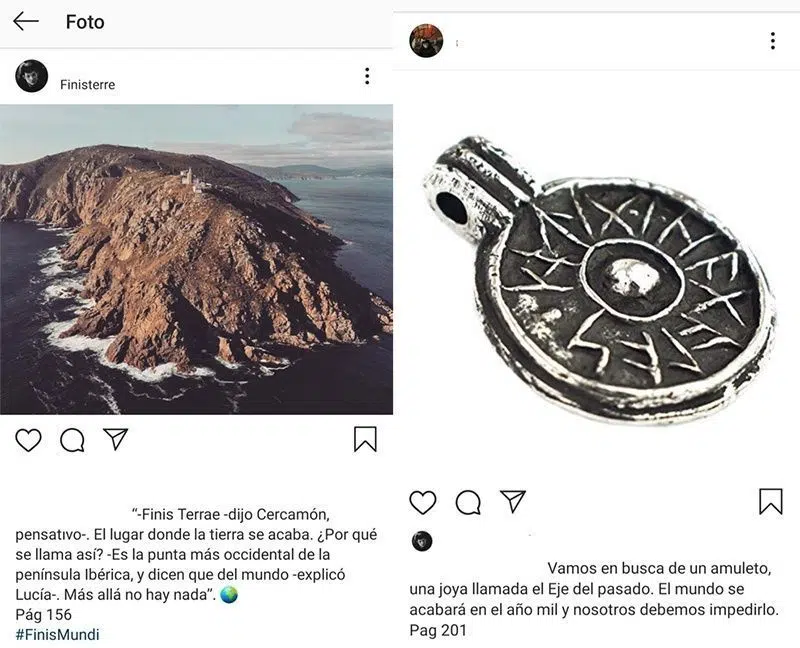 Foto
Finisterre
“-Finis Terrae -dijo Cercamón,
pensativo-. El lugar donde la tierra se acaba. ¿Por qué
se llama así? -Es la punta más occidental de la
península Ibérica, y dicen que del mundo -explicó
Lucía-. Más allá no hay nada”. 🌍
Pág 156
#FinisMundi
Vamos en busca de un amuleto,
una joya llamada el Eje del pasado. El mundo se
acabará en el año mil y nosotros debemos impedirlo.
Pag 201